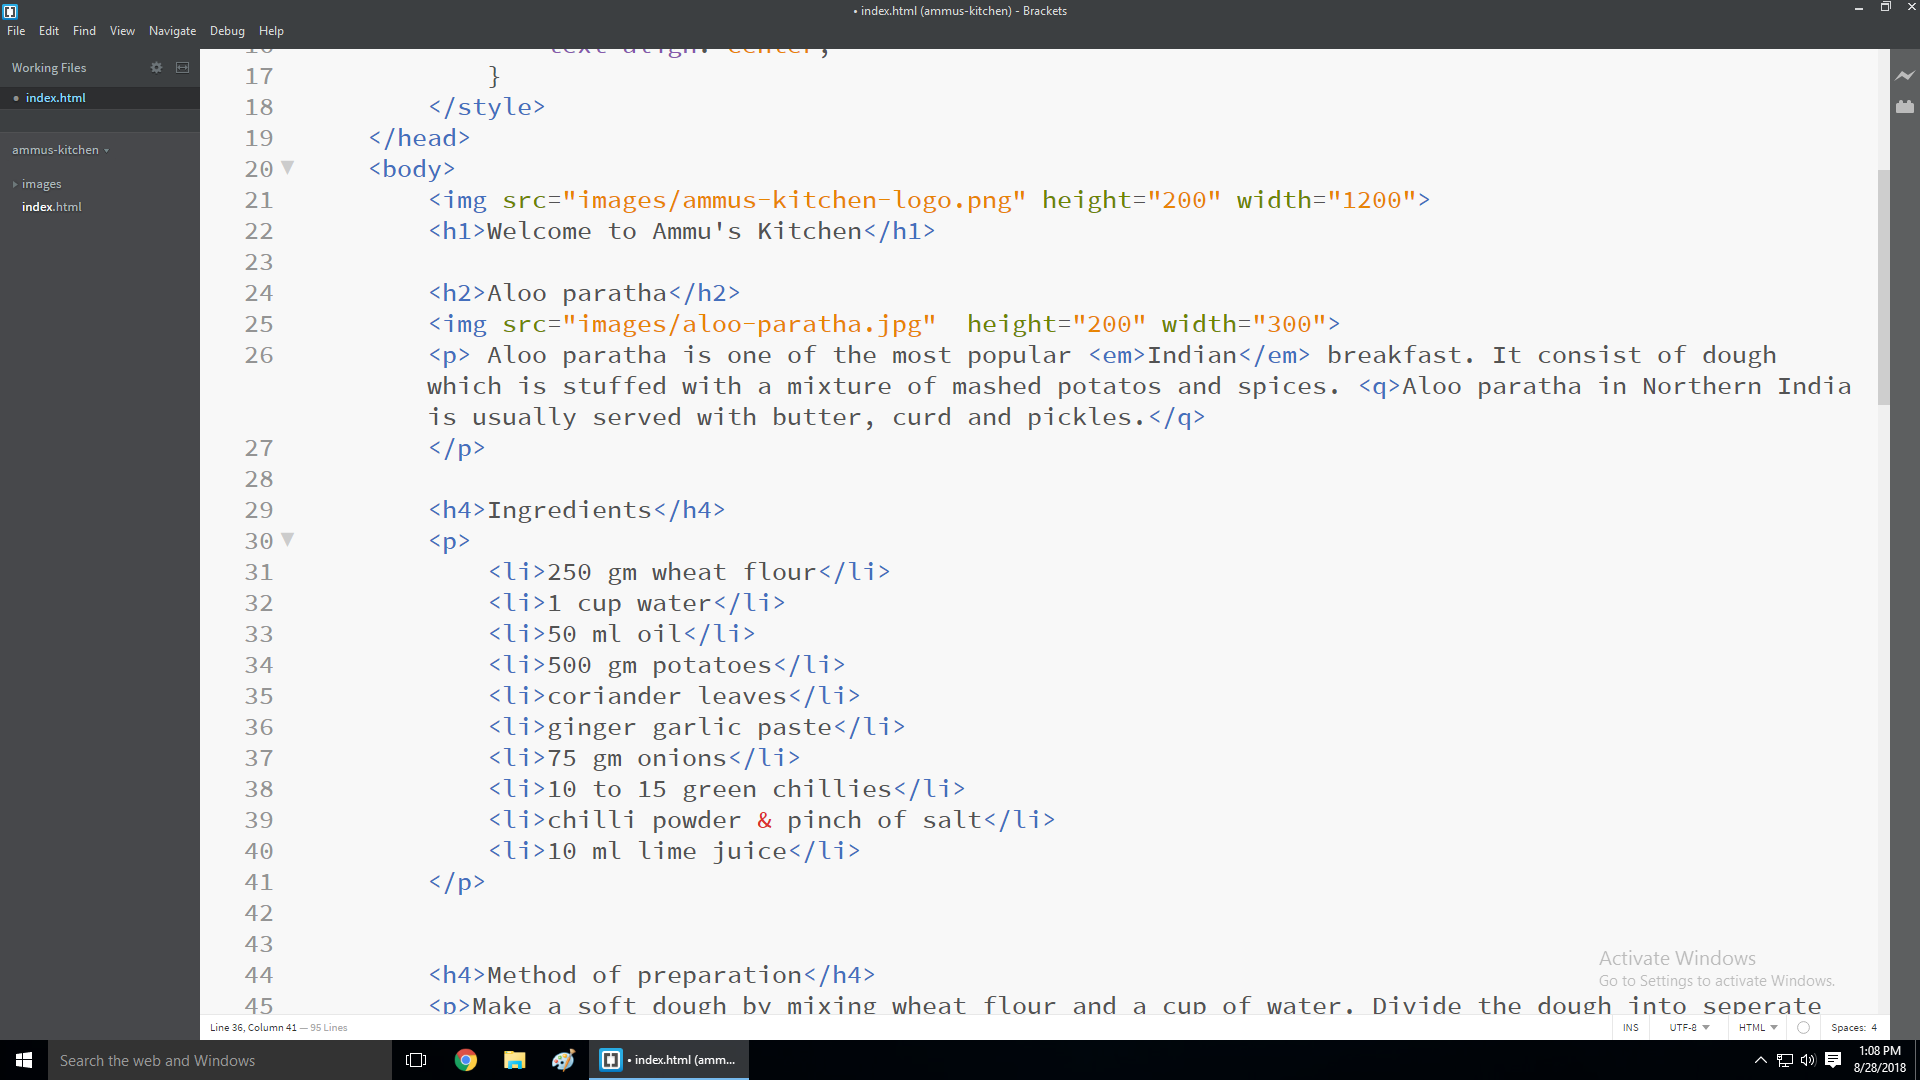 • index.html (ammus-kitchen) - Brackets
File Edit Find View Navigate Debug Help
Working Files
• index.html
ammus-kitchen
images
index.html
16 text-align: center;
17 }
18 </style>
19 </head>
20 <body>
21 <img src="images/ammus-kitchen-logo.png" height="200" width="1200">
22 <h1>Welcome to Ammu's Kitchen</h1>
23
24 <h2>Aloo paratha</h2>
25 <img src="images/aloo-paratha.jpg"  height="200" width="300">
26 <p> Aloo paratha is one of the most popular <em>Indian</em> breakfast. It consist of dough
which is stuffed with a mixture of mashed potatos and spices. <q>Aloo paratha in Northern India
is usually served with butter, curd and pickles.</q>
27 </p>
28
29 <h4>Ingredients</h4>
30 <p>
31 <li>250 gm wheat flour</li>
32 <li>1 cup water</li>
33 <li>50 ml oil</li>
34 <li>500 gm potatoes</li>
35 <li>coriander leaves</li>
36 <li>ginger garlic paste</li>
37 <li>75 gm onions</li>
38 <li>10 to 15 green chillies</li>
39 <li>chilli powder & pinch of salt</li>
40 <li>10 ml lime juice</li>
41 </p>
42
43
44 <h4>Method of preparation</h4>
45 <p>Make a soft dough by mixing wheat flour and a cup of water. Divide the dough into seperate
Activate Windows
Go to Settings to activate Windows.
Line 36, Column 41 — 95 Lines
INS UTF-8 HTML Spaces: 4
Search the web and Windows
• index.html (amm...
1:08 PM
8/28/2018